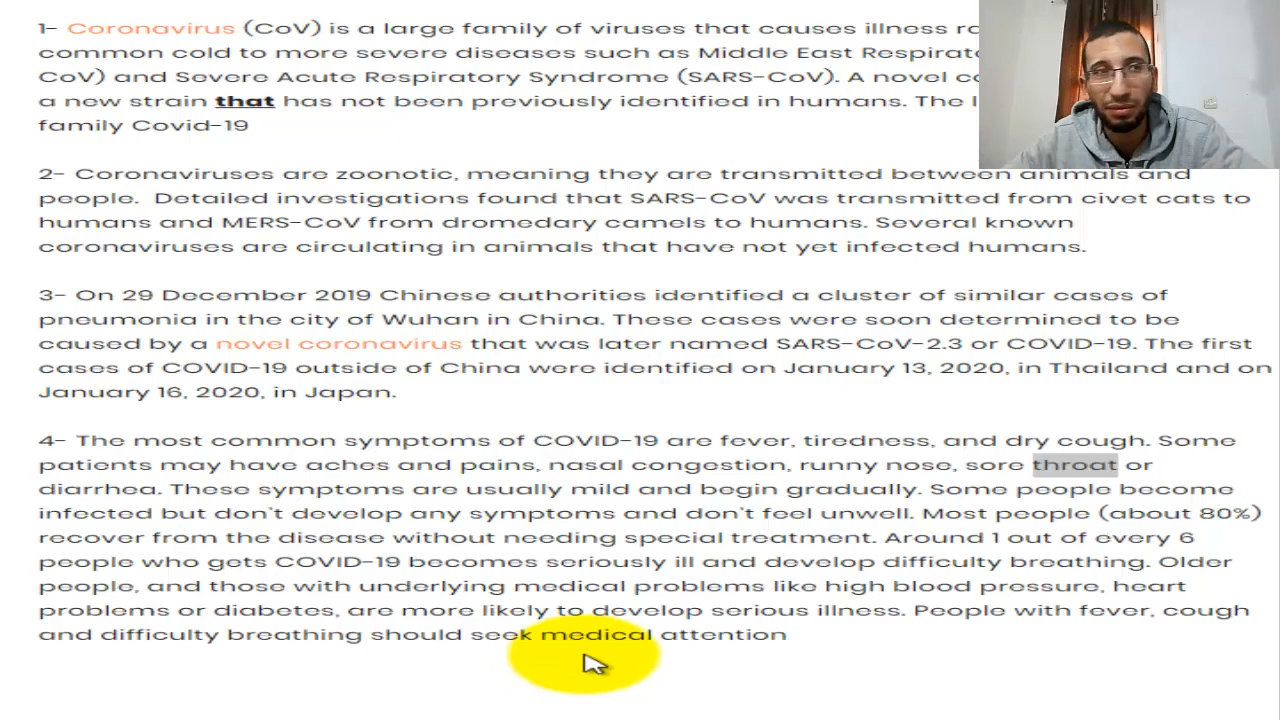 1- Coronavirus (CoV) is a large family of viruses that causes illness
common cold to more severe diseases such as Middle East
CoV) and Severe Acute Respiratory Syndrome (SARS-CoV). A novel
a new strain that has not been previously identified in humans. The
family Covid-19
2- Coronaviruses are zoonotic, meaning they are transmitted between animals and
people. Detailed investigations found that SARS-CoV was transmitted from civet cats to
humans and MERS-CoV from dromedary camels to humans. Several known
coronaviruses are circulating in animals that have not yet infected humans.
3- On 29 December 2019 Chinese authorities identified a cluster of similar cases of
pneumonia in the city of Wuhan in China. These cases were soon determined to be
caused by a novel coronavirus that was later named SARS-CoV-2.3 or COVID-19. The first
cases of COVID-19 outside of China were identified on January 13, 2020, in Thailand and on
January 16, 2020, in Japan.
4- The most common symptoms of COVID-19 are fever, tiredness, and dry cough. Some
patients may have aches and pains, nasal congestion, runny nose, sore throat or
diarrhea. These symptoms are usually mild and begin gradually. Some people become
infected but don't develop any symptoms and don't feel unwell. Most people (about 80%)
recover from the disease without needing special treatment. Around 1 out of every 6
people who gets COVID-19 becomes seriously ill and develop difficulty breathing. Older
people, and those with underlying medical problems like high blood pressure, heart
problems or diabetes, are more likely to develop serious illness. People with fever, cough
and difficulty breathing should seek medical attention